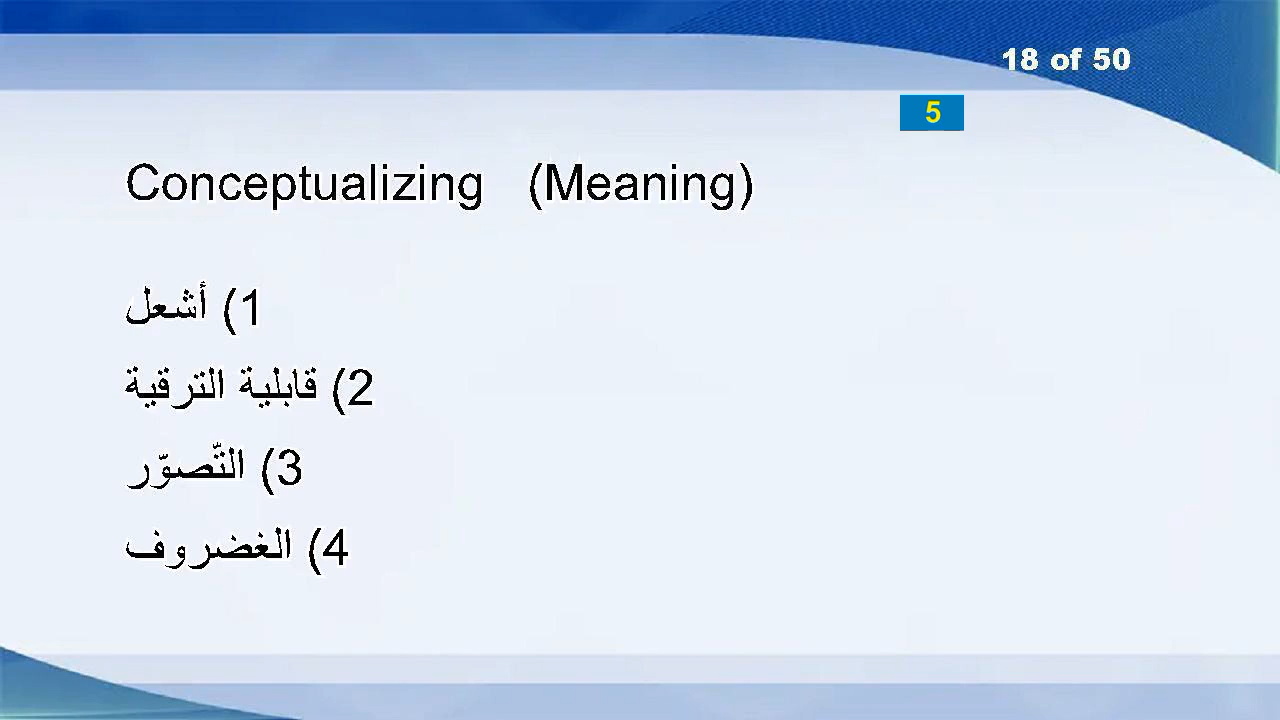 18 of 50
5
Conceptualizing (Meaning)
1) أشعل
2) قابلية الترقية
3) التّصوّر
4) الغضروف